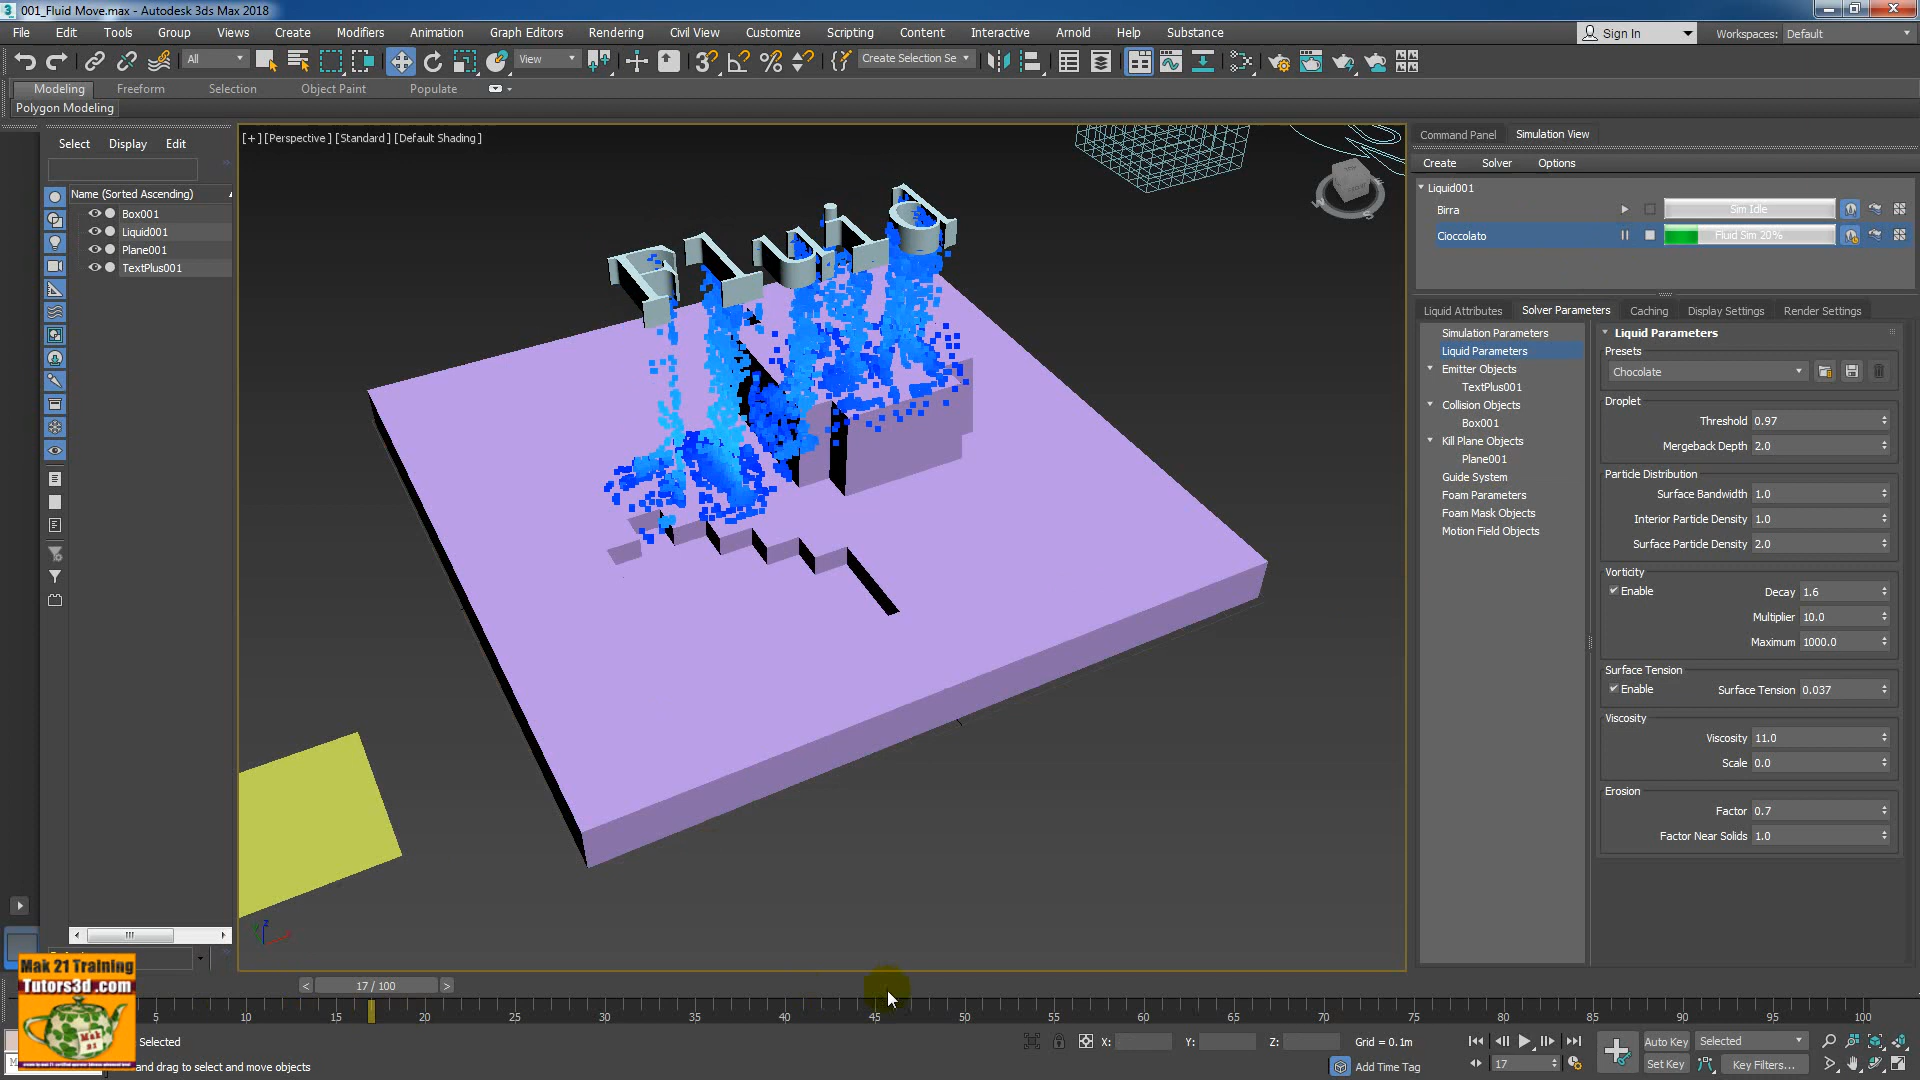 001_Fluid Move.max - Autodesk 3ds Max 2018
File Edit Tools Group Views Create Modifiers Animation Graph Editors Rendering Civil View Customize Scripting Content Interactive Arnold Help Substance
Sign In
Workspaces: Default
All
View
Create Selection Se
Modeling Freeform Selection Object Paint Populate
Polygon Modeling
Select Display Edit
Name (Sorted Ascending)
Box001
Liquid001
Plane001
TextPlus001
[+] [Perspective ] [Standard ] [Default Shading ]
Fluid
Command Panel Simulation View
Create Solver Options
Liquid001
Birra
Sim Idle
Cioccolato
Fluid Sim 20%
Liquid Attributes Solver Parameters Caching Display Settings Render Settings
Simulation Parameters
Liquid Parameters
Emitter Objects
TextPlus001
Collision Objects
Box001
Kill Plane Objects
Plane001
Guide System
Foam Parameters
Foam Mask Objects
Motion Field Objects
Liquid Parameters
Presets
Chocolate
Droplet
Threshold 0.97
Mergeback Depth 2.0
Particle Distribution
Surface Bandwidth 1.0
Interior Particle Density 1.0
Surface Particle Density 2.0
Vorticity
Enable Decay 1.6
Multiplier 10.0
Maximum 1000.0
Surface Tension
Enable Surface Tension 0.037
Viscosity
Viscosity 11.0
Scale 0.0
Erosion
Factor 0.7
Factor Near Solids 1.0
Mak 21 Training
Tutors3d .com
Mak
21
< 17 / 100 >
5 10 15 20 25 30 35 40 45 50 55 60 65 70 75 80 85 90 95 100
Selected
and drag to select and move objects
X: Y: Z: Grid = 0.1m
Add Time Tag
17
Auto Key Selected
Set Key Key Filters...